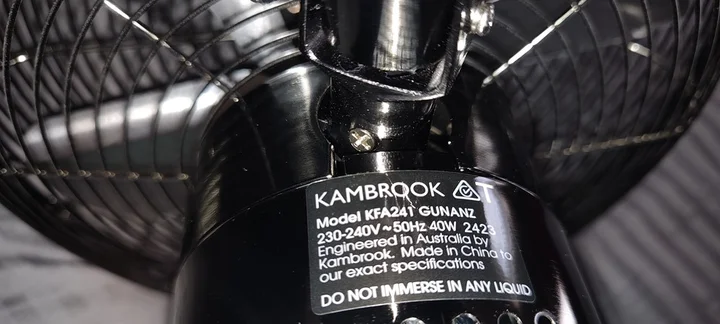 KAMBROOK T
Model KFA241 GUNANZ
230-240V~50Hz 40W 2423
Engineered in Australia by
Kambrook. Made in China to
our exact specifications
DO NOT IMMERSE IN ANY LIQUID